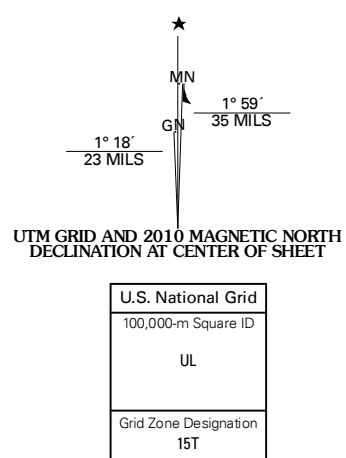 MN
1° 59´
35 MILS
GN
1° 18´
23 MILS
UTM GRID AND 2010 MAGNETIC NORTH
DECLINATION AT CENTER OF SHEET
U.S. National Grid
100,000-m Square ID
UL
Grid Zone Designation
15T